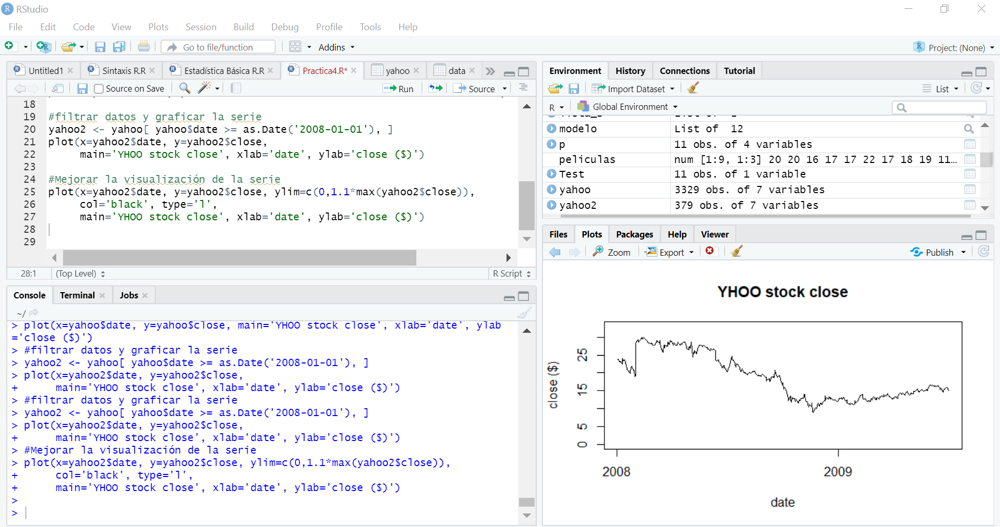 RStudio
File Edit Code View Plots Session Build Debug Profile Tools Help
Go to file/function Addins Project: (None)
Untitled1 Sintaxis R.R Estadística Básica R.R Practica4.R* yahoo data
Source on Save Run Source
18
19 #filtrar datos y graficar la serie
20 yahoo2 <- yahoo[ yahoo$date >= as.Date('2008-01-01'), ]
21 plot(x=yahoo2$date, y=yahoo2$close,
22 main='YHOO stock close', xlab='date', ylab='close ($)')
23
24 #Mejorar la visualización de la serie
25 plot(x=yahoo2$date, y=yahoo2$close, ylim=c(0,1.1*max(yahoo2$close)),
26 col='black', type='l',
27 main='YHOO stock close', xlab='date', ylab='close ($)')
28
29
28:1 (Top Level) R Script
Console Terminal Jobs
~/
> plot(x=yahoo$date, y=yahoo$close, main='YHOO stock close', xlab='date', ylab
='close ($)')
> #filtrar datos y graficar la serie
> yahoo2 <- yahoo[ yahoo$date >= as.Date('2008-01-01'), ]
> plot(x=yahoo2$date, y=yahoo2$close,
+ main='YHOO stock close', xlab='date', ylab='close ($)')
> #filtrar datos y graficar la serie
> yahoo2 <- yahoo[ yahoo$date >= as.Date('2008-01-01'), ]
> plot(x=yahoo2$date, y=yahoo2$close,
+ main='YHOO stock close', xlab='date', ylab='close ($)')
> #Mejorar la visualización de la serie
> plot(x=yahoo2$date, y=yahoo2$close, ylim=c(0,1.1*max(yahoo2$close)),
+ col='black', type='l',
+ main='YHOO stock close', xlab='date', ylab='close ($)')
>
>
Environment History Connections Tutorial
Import Dataset List
R Global Environment
modelo List of 12
p 11 obs. of 4 variables
peliculas num [1:9, 1:3] 20 20 16 17 17 22 17 18 19 11...
Test 11 obs. of 1 variable
yahoo 3329 obs. of 7 variables
yahoo2 379 obs. of 7 variables
Files Plots Packages Help Viewer
Zoom Export Publish
YHOO stock close
close ($)
25
15
5
0
2008 2009
date